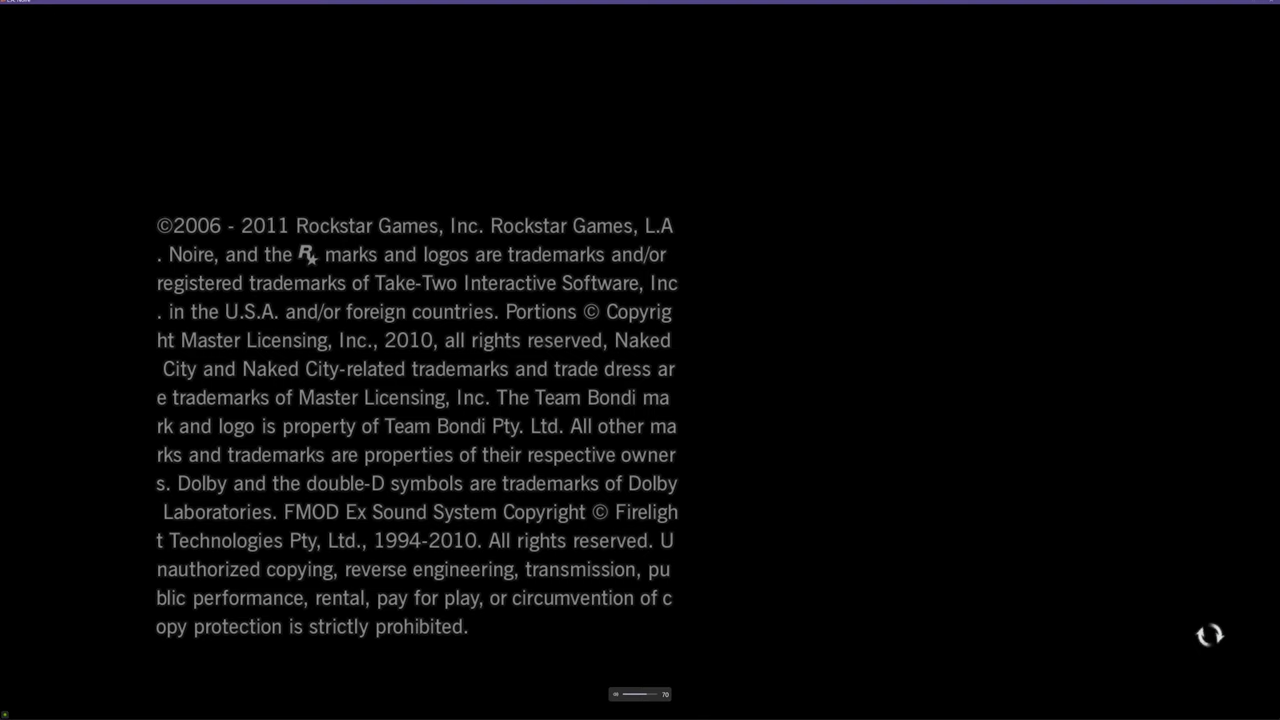 L.A. Noire
©2006 - 2011 Rockstar Games, Inc. Rockstar Games, L.A
. Noire, and the R★ marks and logos are trademarks and/or
registered trademarks of Take-Two Interactive Software, Inc
. in the U.S.A. and/or foreign countries. Portions © Copyrig
ht Master Licensing, Inc., 2010, all rights reserved, Naked
City and Naked City-related trademarks and trade dress ar
e trademarks of Master Licensing, Inc. The Team Bondi ma
rk and logo is property of Team Bondi Pty. Ltd. All other ma
rks and trademarks are properties of their respective owner
s. Dolby and the double-D symbols are trademarks of Dolby
Laboratories. FMOD Ex Sound System Copyright © Fireligh
t Technologies Pty, Ltd., 1994-2010. All rights reserved. U
nauthorized copying, reverse engineering, transmission, pu
blic performance, rental, pay for play, or circumvention of c
opy protection is strictly prohibited.
70